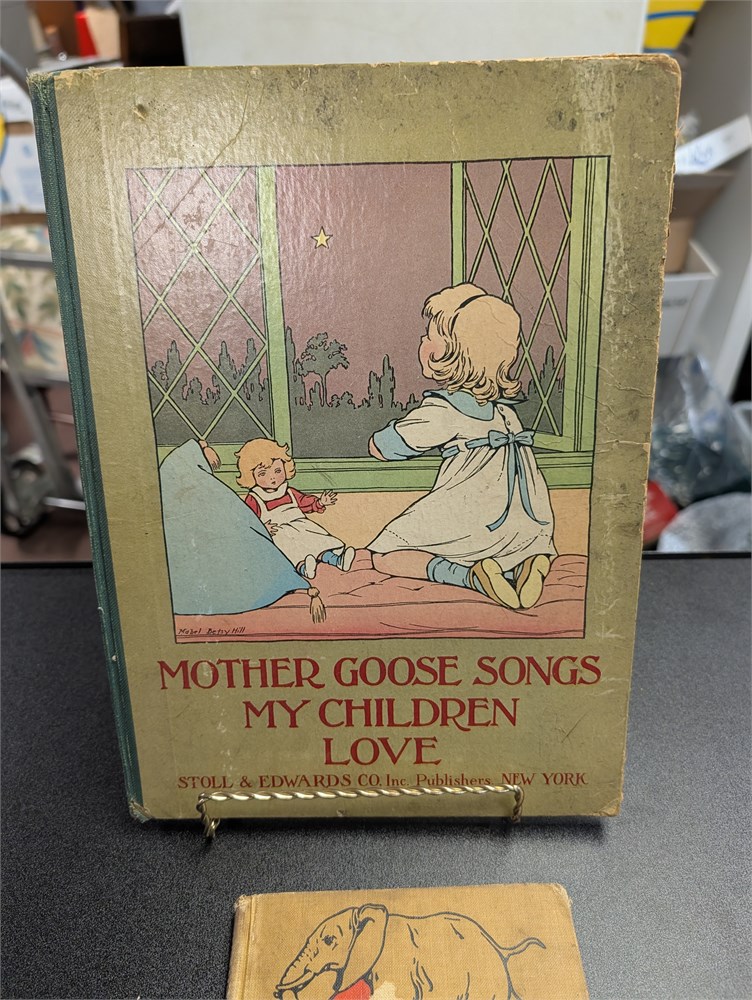 Mabel Betsy Hill
MOTHER GOOSE SONGS
MY CHILDREN
LOVE
STOLL & EDWARDS CO. Inc. Publishers. NEW YORK